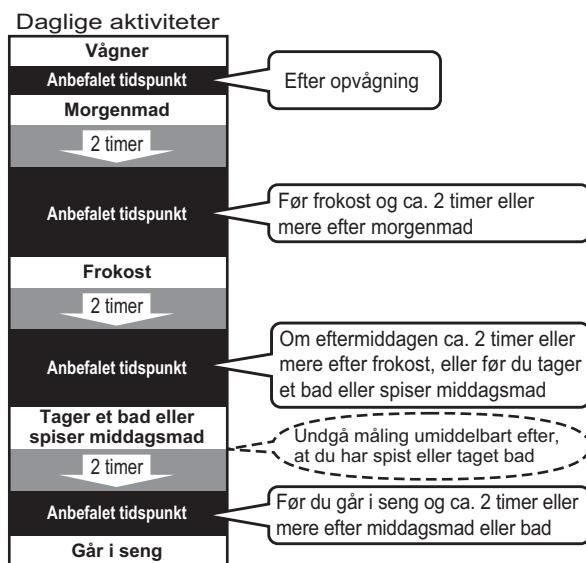 Daglige aktiviteter
Vågner
Anbefalet tidspunkt
Efter opvågning
Morgenmad
2 timer
Anbefalet tidspunkt
Før frokost og ca. 2 timer eller
mere efter morgenmad
Frokost
2 timer
Anbefalet tidspunkt
Om eftermiddagen ca. 2 timer eller
mere efter frokost, eller før du tager
et bad eller spiser middagsmad
Tager et bad eller
spiser middagsmad
Undgå måling umiddelbart efter,
at du har spist eller taget bad
2 timer
Anbefalet tidspunkt
Før du går i seng og ca. 2 timer eller
mere efter middagsmad eller bad
Går i seng